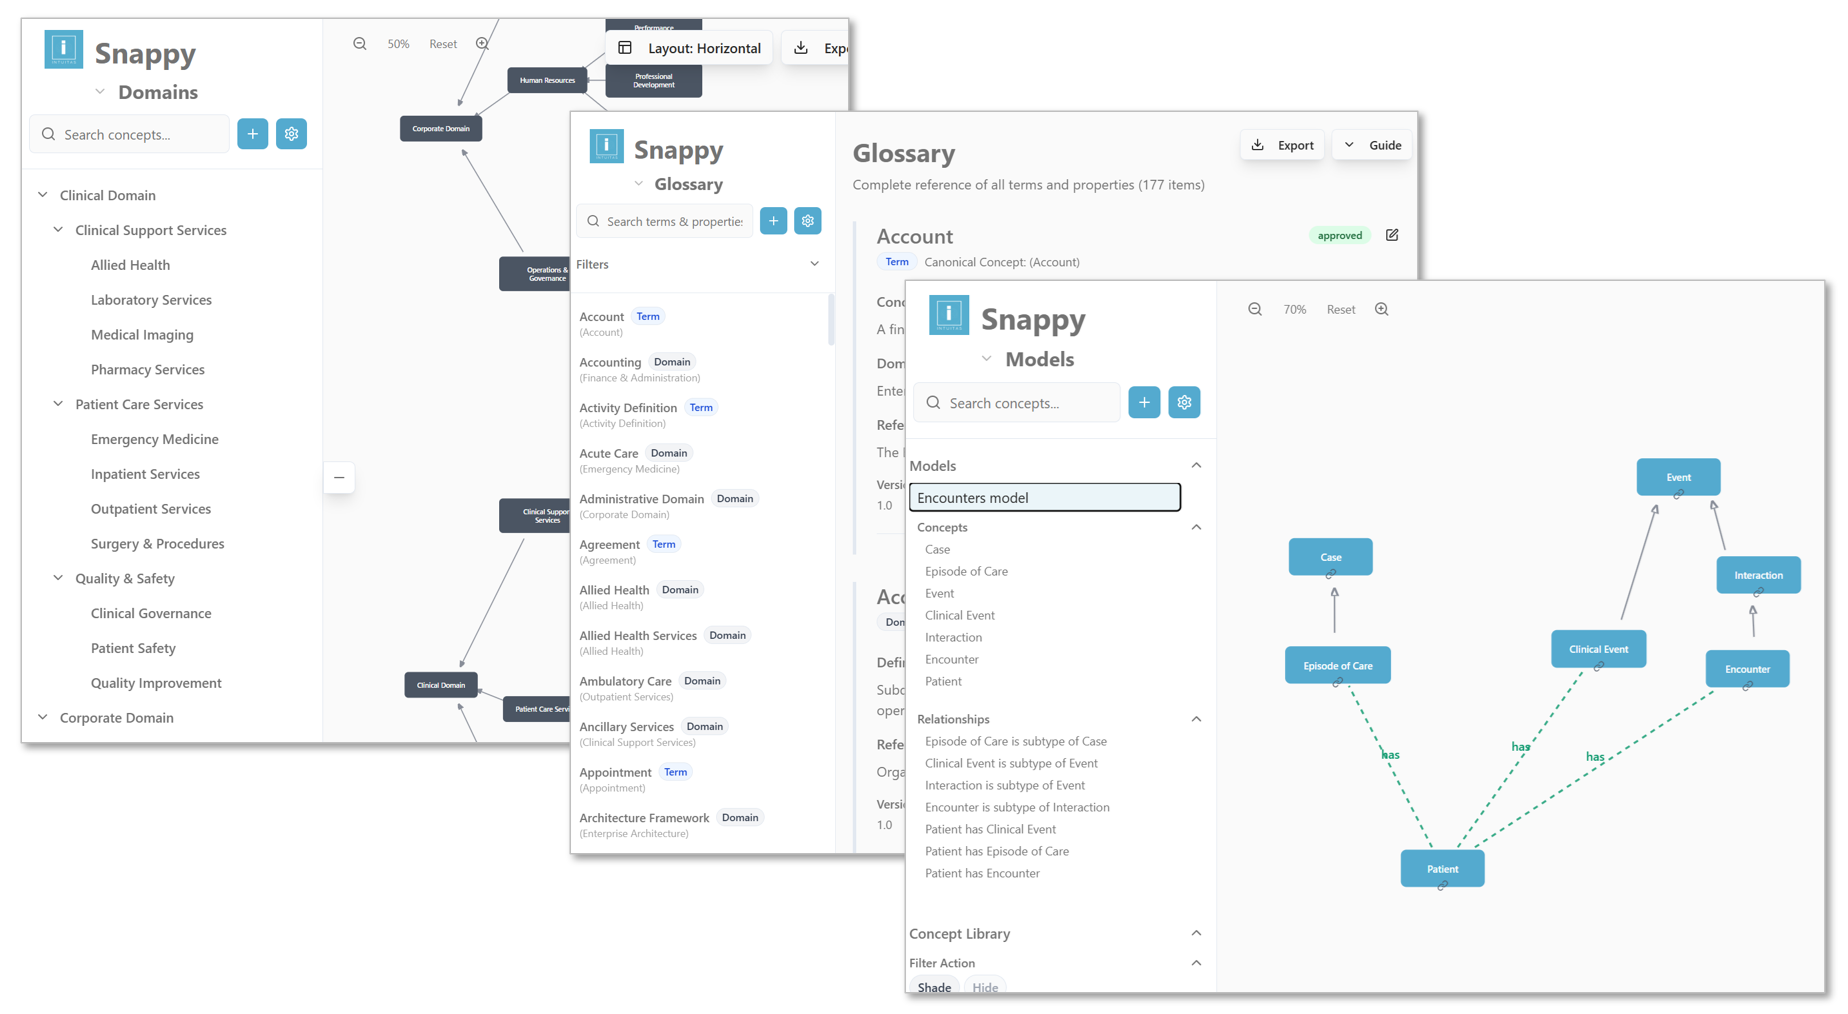 i
INTUITED
Snappy
Domains
Search concepts...
Clinical Domain
Clinical Support Services
Allied Health
Laboratory Services
Medical Imaging
Pharmacy Services
Patient Care Services
Emergency Medicine
Inpatient Services
Outpatient Services
Surgery & Procedures
Quality & Safety
Clinical Governance
Patient Safety
Quality Improvement
Corporate Domain
50%
Reset
Layout: Horizontal
Expo
Performance
Human Resources
Professional
Development
Corporate Domain
Operations &
Governance
Clinical Suppor
Services
Clinical Domain
Patient Care Servi
i
Snappy
Glossary
Search terms & properties
Filters
Account Term
(Account)
Accounting Domain
(Finance & Administration)
Activity Definition Term
(Activity Definition)
Acute Care Domain
(Emergency Medicine)
Administrative Domain Domain
(Corporate Domain)
Agreement Term
(Agreement)
Allied Health Domain
(Allied Health)
Allied Health Services Domain
(Allied Health)
Ambulatory Care Domain
(Outpatient Services)
Ancillary Services Domain
(Clinical Support Services)
Appointment Term
(Appointment)
Architecture Framework Domain
(Enterprise Architecture)
Glossary
Complete reference of all terms and properties (177 items)
Export
Guide
Account
approved
Term Canonical Concept: (Account)
Conc
A fin
Dom
Enter
Refe
The I
Versi
1.0
Acc
Don
Defin
Subd
oper
Refe
Orga
Versi
1.0
i
Snappy
Models
Search concepts...
Models
Encounters model
Concepts
Case
Episode of Care
Event
Clinical Event
Interaction
Encounter
Patient
Relationships
Episode of Care is subtype of Case
Clinical Event is subtype of Event
Interaction is subtype of Event
Encounter is subtype of Interaction
Patient has Clinical Event
Patient has Episode of Care
Patient has Encounter
Concept Library
Filter Action
Shade Hide
70%
Reset
Event
Case
Interaction
Clinical Event
Episode of Care
Encounter
has
has
has
Patient